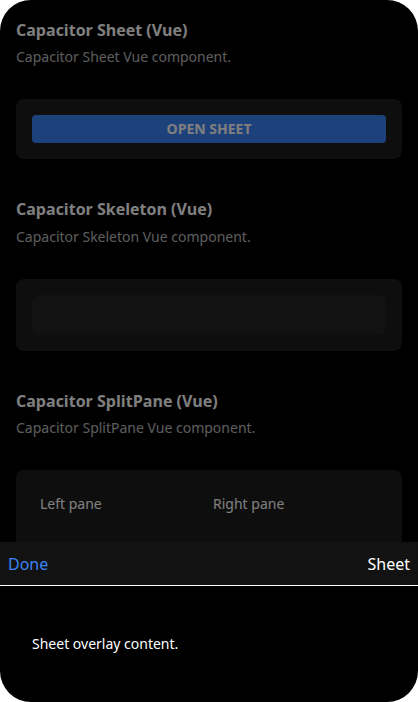 Capacitor Sheet (Vue)
Capacitor Sheet Vue component.
OPEN SHEET
Capacitor Skeleton (Vue)
Capacitor Skeleton Vue component.
Capacitor SplitPane (Vue)
Capacitor SplitPane Vue component.
Left pane Right pane
Done Sheet
Sheet overlay content.